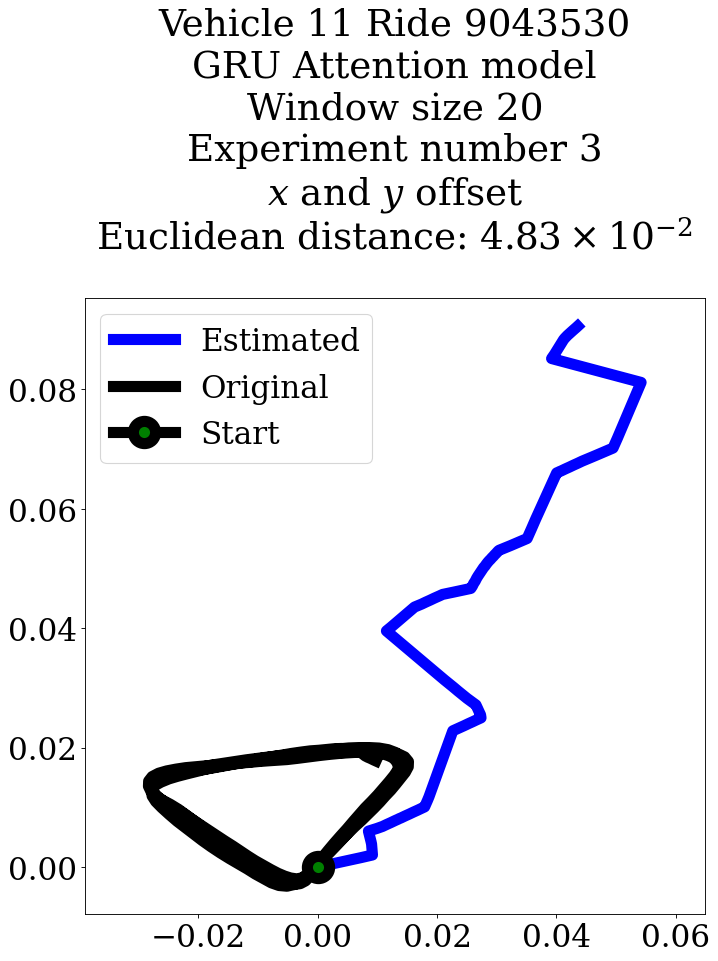 Vehicle 11 Ride 9043530
GRU Attention model
Window size 20
Experiment number 3
x and y offset
Euclidean distance: 4.83 × 10⁻²
Estimated
Original
Start
0.08
0.06
0.04
0.02
0.00
−0.02 0.00 0.02 0.04 0.06